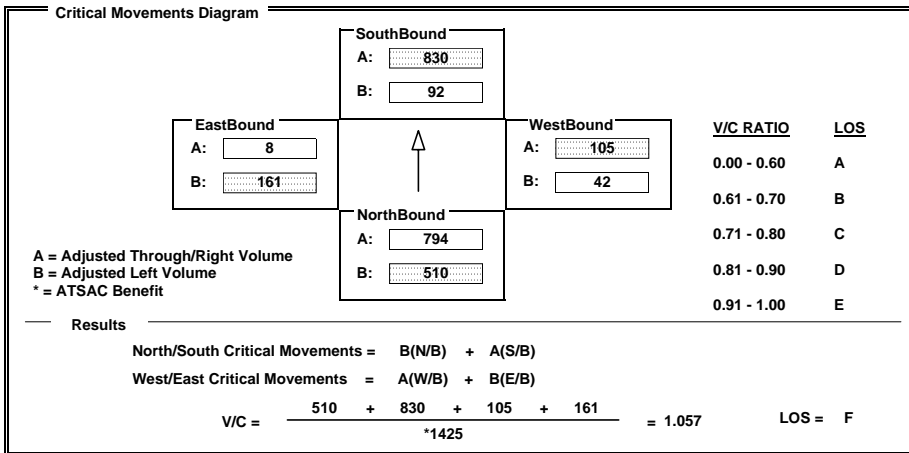 Critical Movements Diagram
SouthBound
A: 830
B: 92
EastBound
A: 8
B: 161
WestBound
A: 105
B: 42
NorthBound
A: 794
B: 510
V/C RATIO LOS
0.00 - 0.60 A
0.61 - 0.70 B
0.71 - 0.80 C
0.81 - 0.90 D
0.91 - 1.00 E
A = Adjusted Through/Right Volume
B = Adjusted Left Volume
* = ATSAC Benefit
Results
North/South Critical Movements = B(N/B) + A(S/B)
West/East Critical Movements = A(W/B) + B(E/B)
V/C = 510 + 830 + 105 + 161 = 1.057 LOS = F
*1425